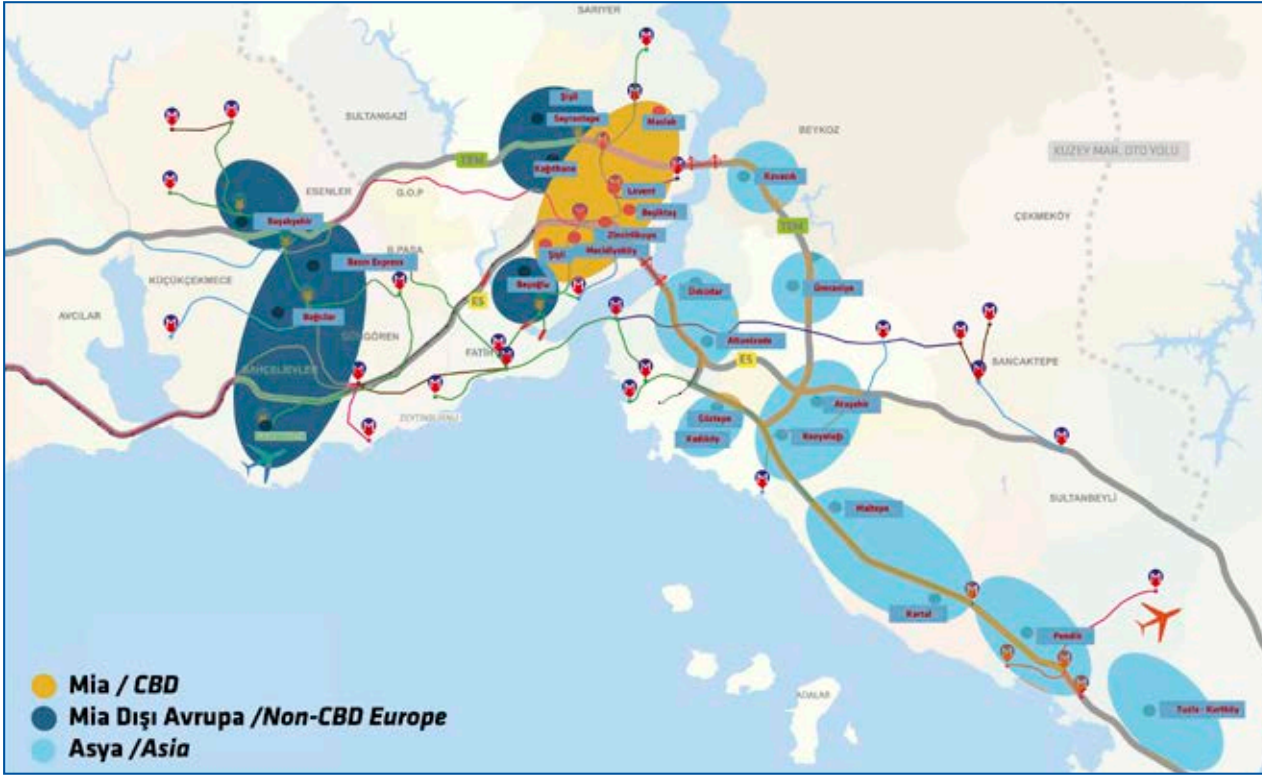 SARIYER
Şişli
Seyrantepe
Maslak
SULTANGAZİ
BEYKOZ
TEM
KUZEY MAR. OTO YOLU
Kağıthane
Kavacık
ESENLER
G.O.P
Levent
Beşiktaş
ÇEKMEKÖY
Başakşehir
Zincirlikuyu
TEM
B.PAŞA
Şişli
Mecidiyeköy
Basın Express
KÜÇÜKÇEKMECE
Beyoğlu
Üsküdar
Ümraniye
E5
AVCILAR
Bağcılar
GÜNGÖREN
Altunizade
FATİH
E5
SANCAKTEPE
BAHÇELİEVLER
Ataşehir
ZEYTİNBURNU
Göztepe
Kadıköy
Kozyatağı
SULTANBEYLİ
Maltepe
Kartal
Pendik
ADALAR
Tuzla - Kurtköy
Mia / CBD
Mia Dışı Avrupa /Non-CBD Europe
Asya /Asia